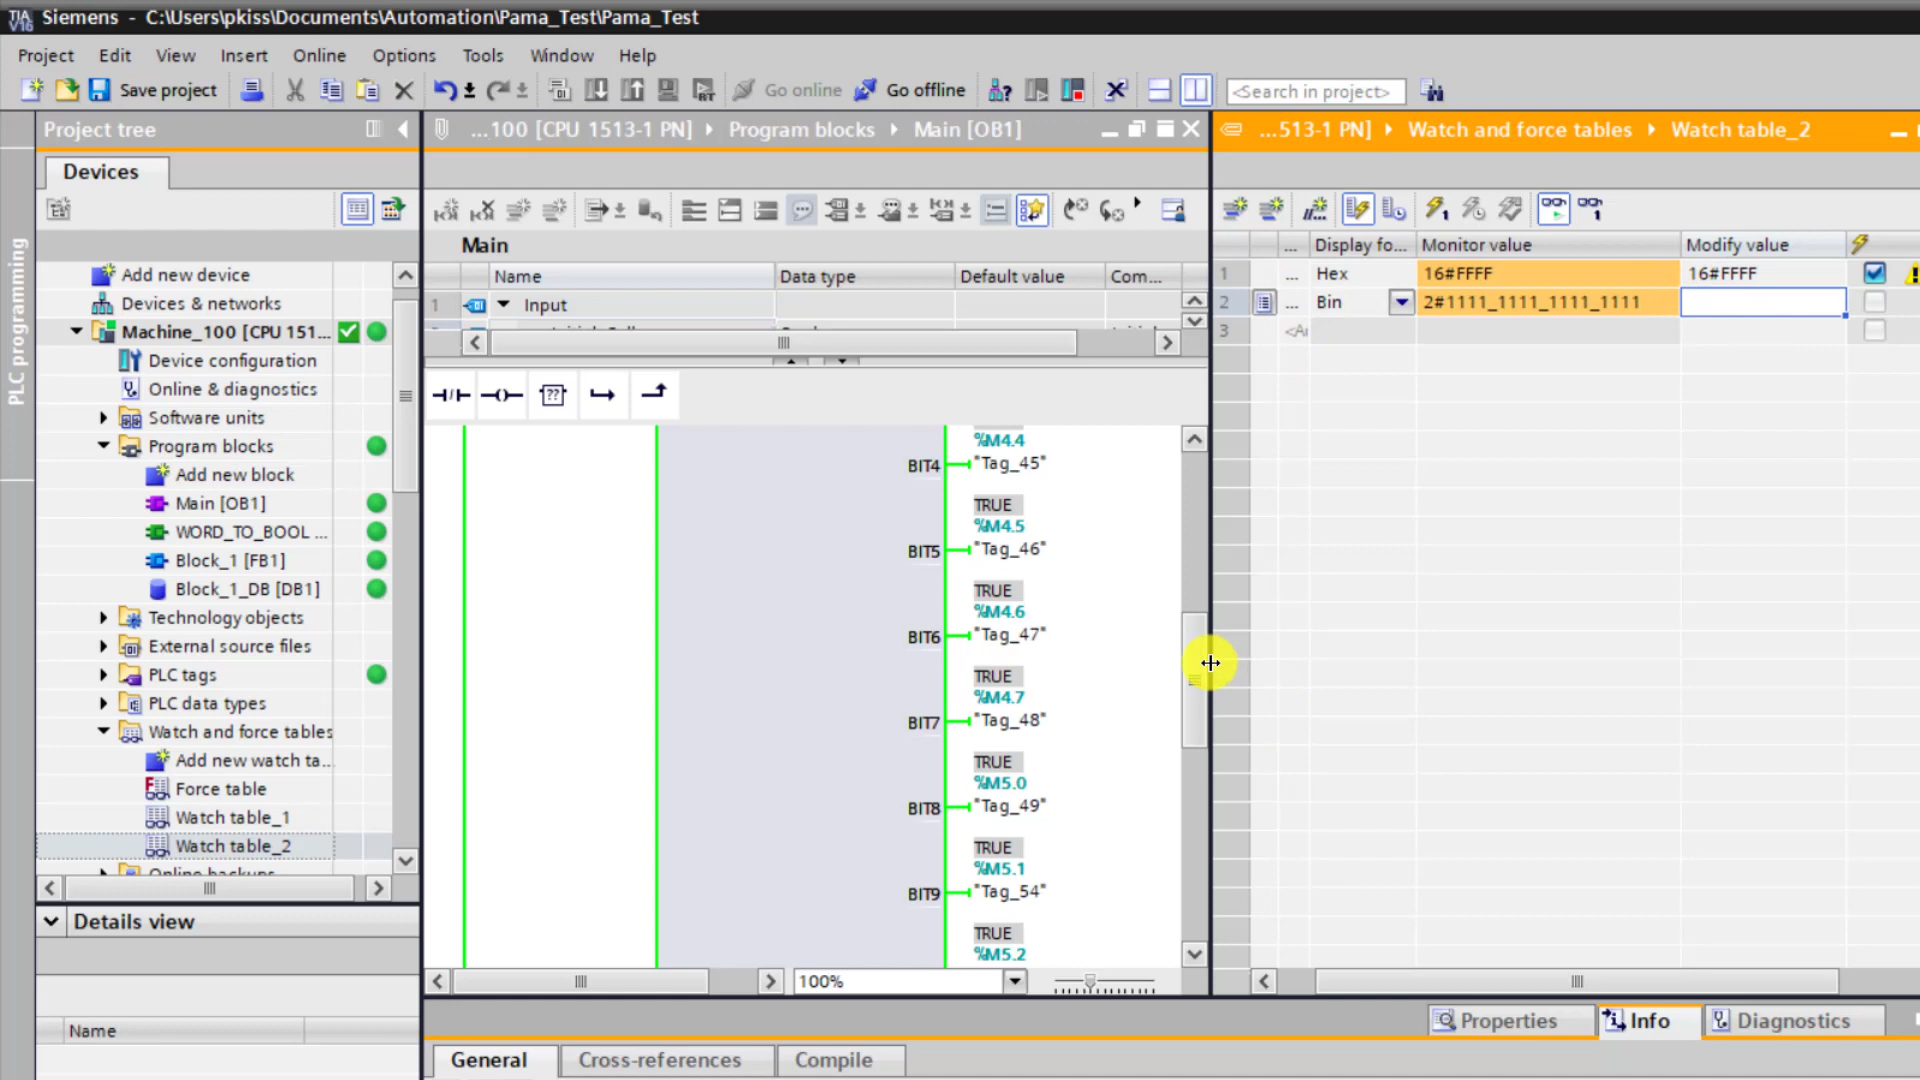 TIA V16 Siemens - C:\Users\pkiss\Documents\Automation\Pama_Test\Pama_Test
Project Edit View Insert Online Options Tools Window Help
Save project Go online Go offline <Search in project>
Project tree
...100 [CPU 1513-1 PN] Program blocks Main [OB1]
...513-1 PN] Watch and force tables Watch table_2
Devices
PLC programming
Add new device
Devices & networks
Machine_100 [CPU 151...
Device configuration
Online & diagnostics
Software units
Program blocks
Add new block
Main [OB1]
WORD_TO_BOOL ...
Block_1 [FB1]
Block_1_DB [DB1]
Technology objects
External source files
PLC tags
PLC data types
Watch and force tables
Add new watch ta...
Force table
Watch table_1
Watch table_2
Online backups
Details view
Name
Main
Name Data type Default value Com...
1 Input
??
%M4.4
BIT4 "Tag_45"
TRUE
%M4.5
BIT5 "Tag_46"
TRUE
%M4.6
BIT6 "Tag_47"
TRUE
%M4.7
BIT7 "Tag_48"
TRUE
%M5.0
BIT8 "Tag_49"
TRUE
%M5.1
BIT9 "Tag_54"
TRUE
%M5.2
100%
... Display fo... Monitor value Modify value
1 ... Hex 16#FFFF 16#FFFF
2 ... Bin 2#1111_1111_1111_1111
3
Properties Info Diagnostics
General Cross-references Compile